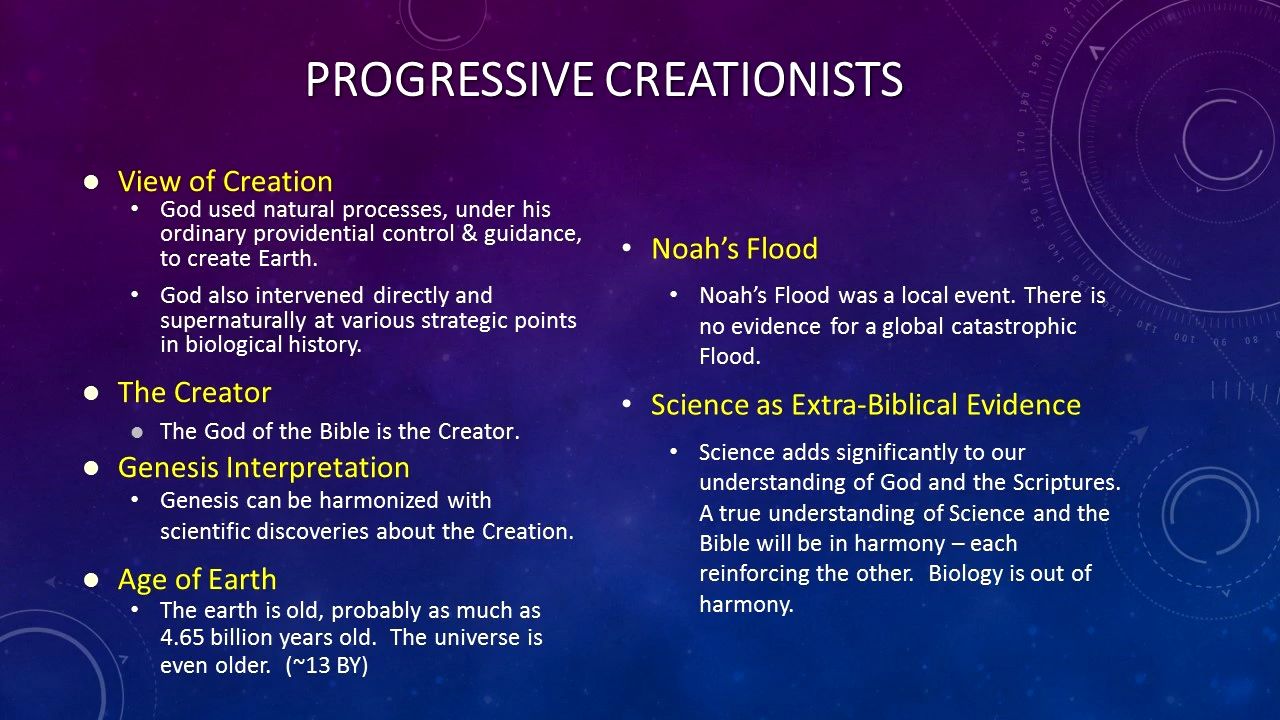 PROGRESSIVE CREATIONISTS
● View of Creation
• God used natural processes, under his
ordinary providential control & guidance,
to create Earth.
• God also intervened directly and
supernaturally at various strategic points
in biological history.
● The Creator
● The God of the Bible is the Creator.
● Genesis Interpretation
• Genesis can be harmonized with
scientific discoveries about the Creation.
● Age of Earth
• The earth is old, probably as much as
4.65 billion years old.  The universe is
even older.  (~13 BY)
• Noah’s Flood
• Noah’s Flood was a local event. There is
no evidence for a global catastrophic
Flood.
• Science as Extra-Biblical Evidence
• Science adds significantly to our
understanding of God and the Scriptures.
A true understanding of Science and the
Bible will be in harmony – each
reinforcing the other.  Biology is out of
harmony.